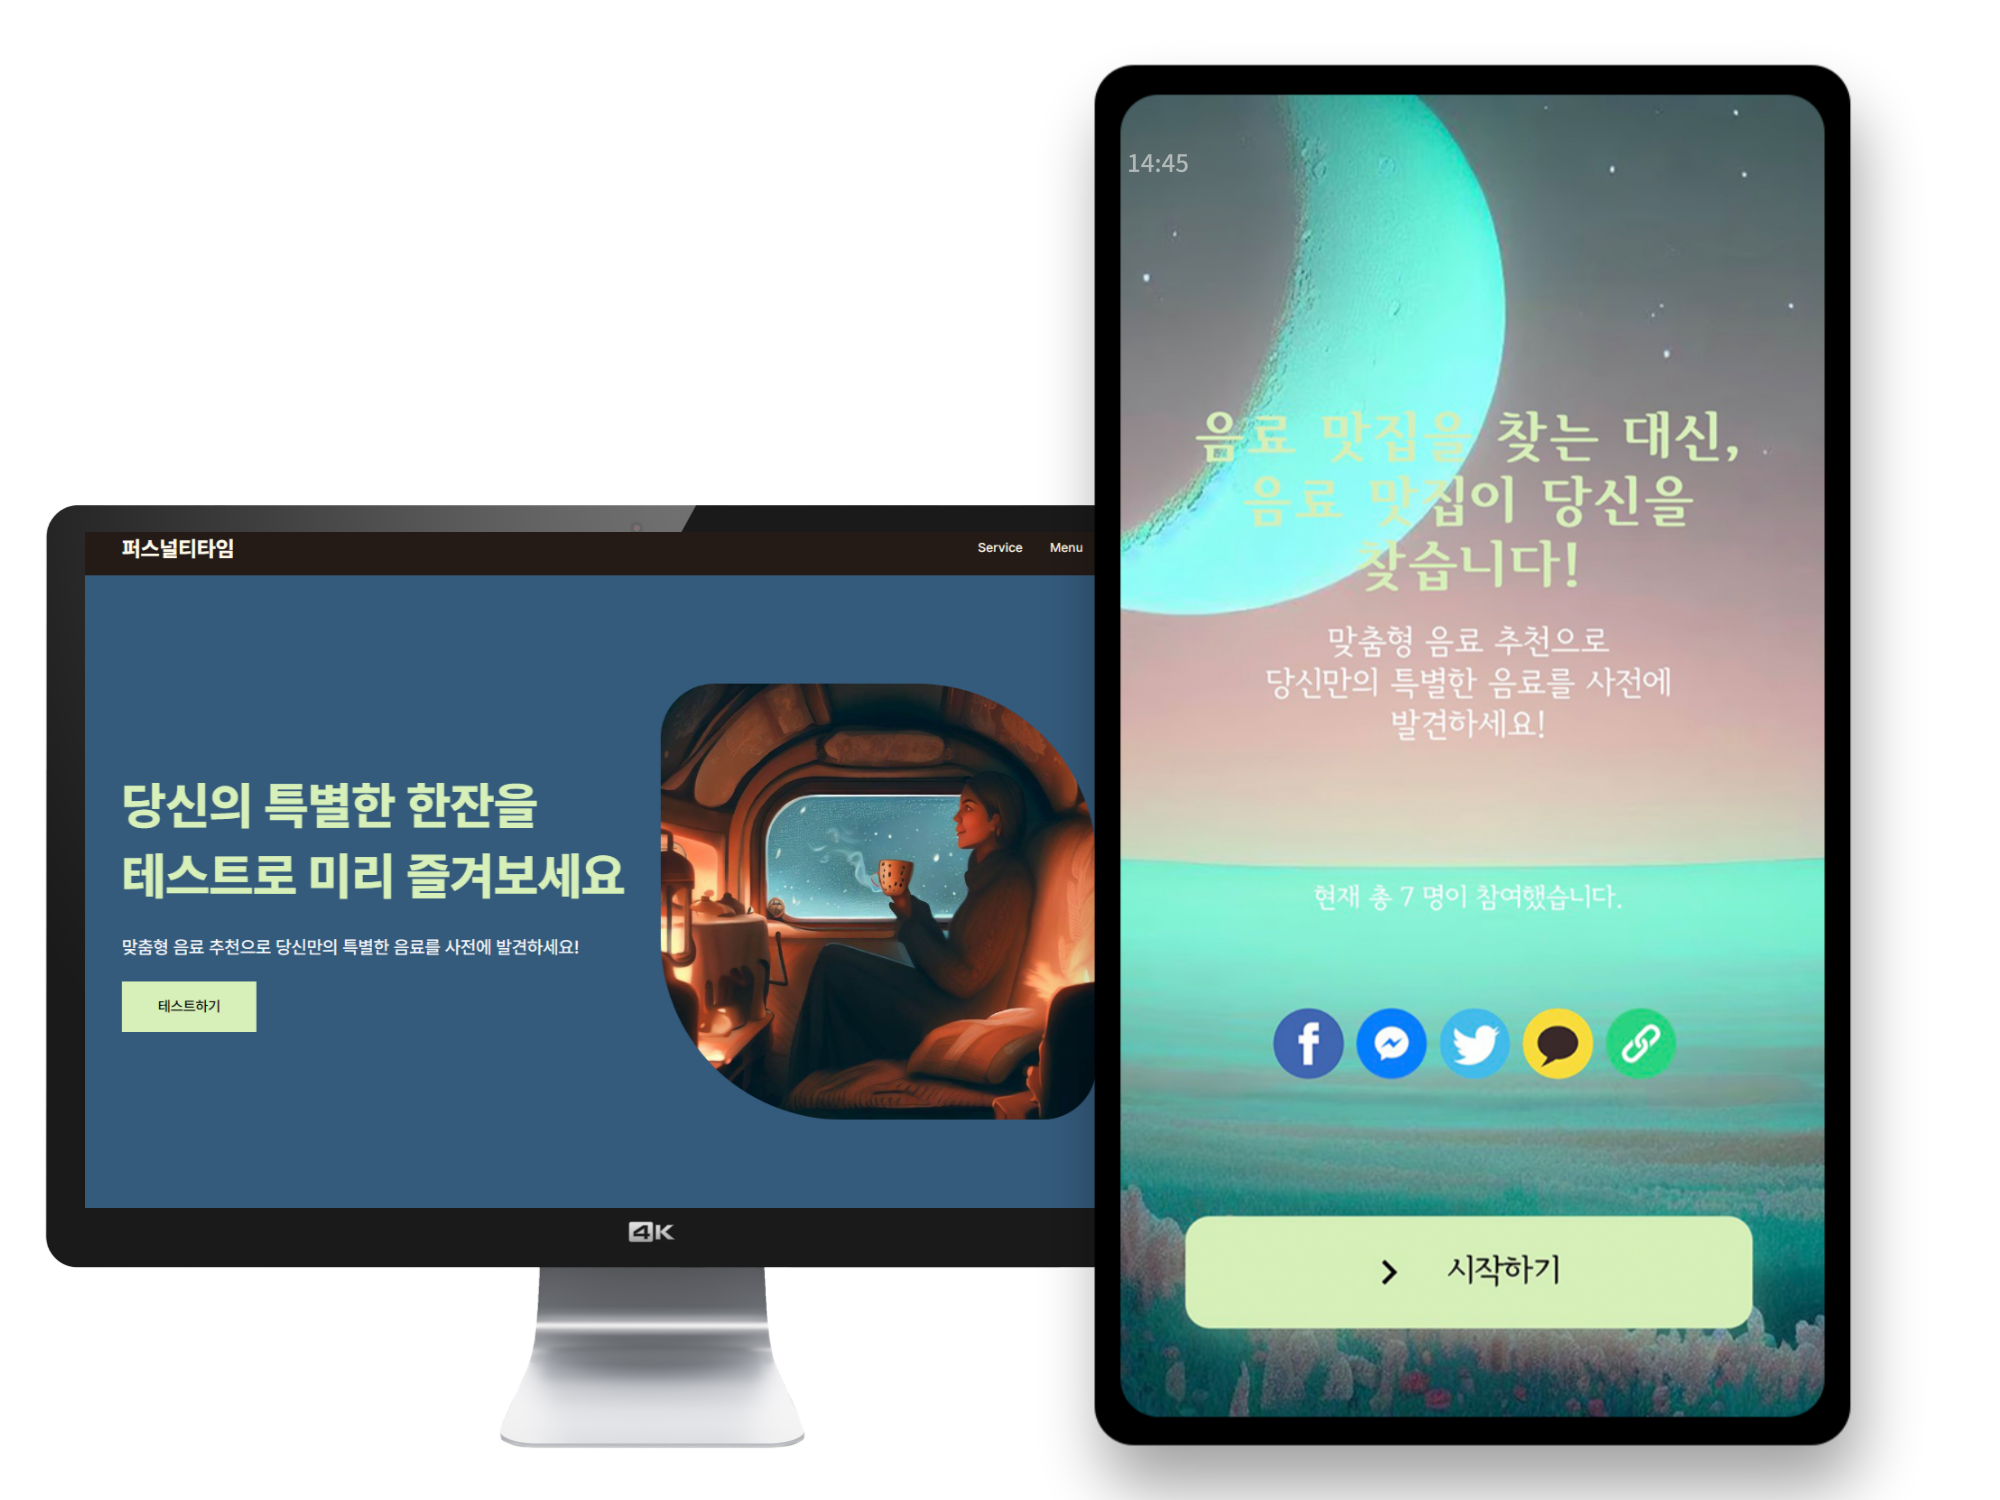 퍼스널티타임
Service Menu
당신의 특별한 한잔을
테스트로 미리 즐겨보세요
맞춤형 음료 추천으로 당신만의 특별한 음료를 사전에 발견하세요!
테스트하기
4K
14:45
음료 맛집을 찾는 대신,
음료 맛집이 당신을
찾습니다!
맞춤형 음료 추천으로
당신만의 특별한 음료를 사전에
발견하세요!
현재 총 7 명이 참여했습니다.
f
시작하기